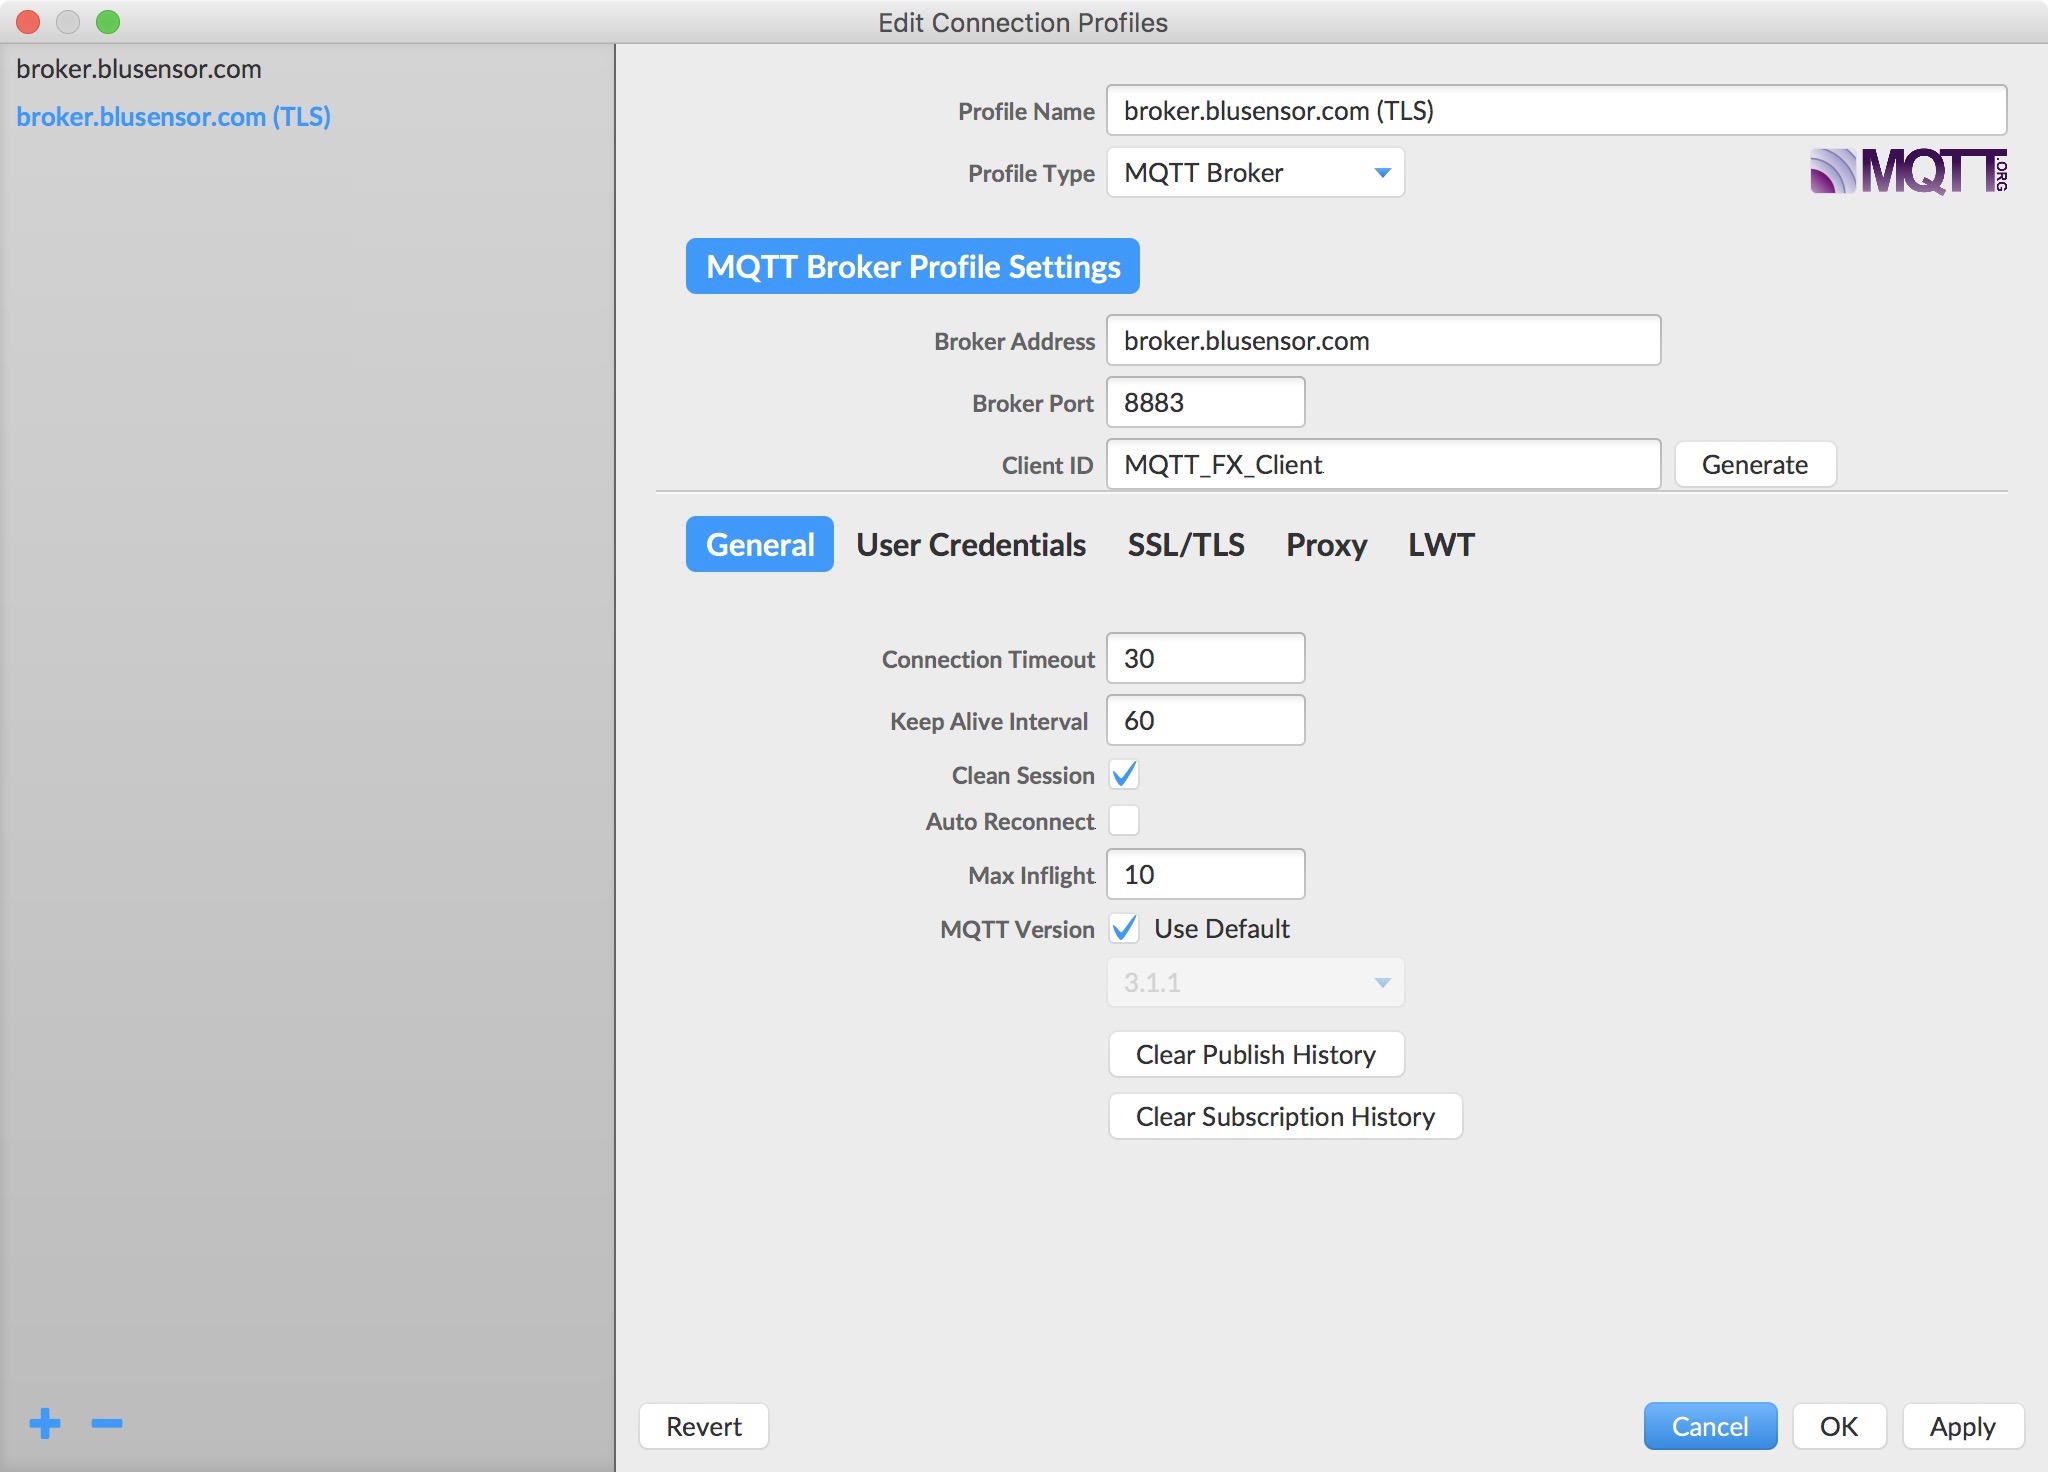 Edit Connection Profiles
broker.blusensor.com
broker.blusensor.com (TLS)
Profile Name broker.blusensor.com (TLS)
Profile Type MQTT Broker
MQTT.ORG
MQTT Broker Profile Settings
Broker Address broker.blusensor.com
Broker Port 8883
Client ID MQTT_FX_Client Generate
General User Credentials SSL/TLS Proxy LWT
Connection Timeout 30
Keep Alive Interval 60
Clean Session
Auto Reconnect
Max Inflight 10
MQTT Version Use Default
3.1.1
Clear Publish History
Clear Subscription History
Revert Cancel OK Apply